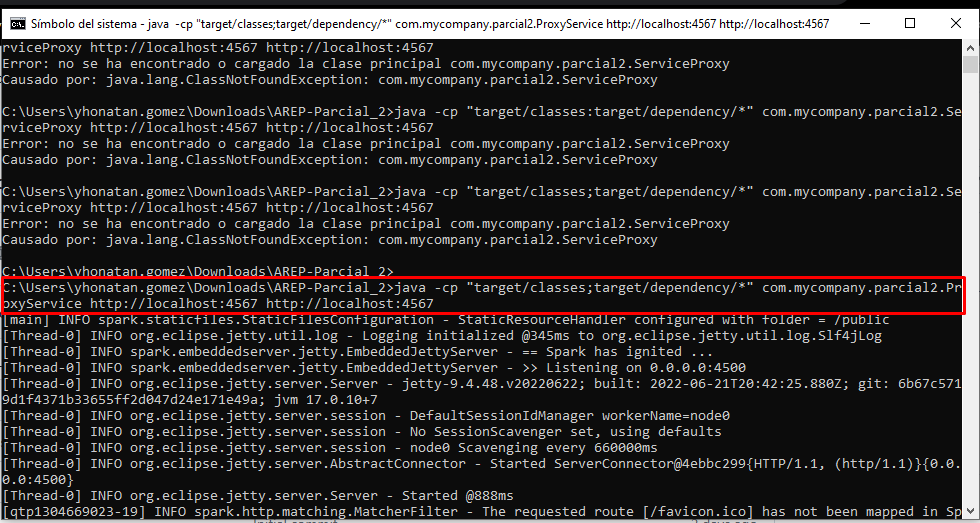 Símbolo del sistema - java -cp "target/classes;target/dependency/*" com.mycompany.parcial2.ProxyService http://localhost:4567 http://localhost:4567
rviceProxy http://localhost:4567 http://localhost:4567
Error: no se ha encontrado o cargado la clase principal com.mycompany.parcial2.ServiceProxy
Causado por: java.lang.ClassNotFoundException: com.mycompany.parcial2.ServiceProxy
C:\Users\yhonatan.gomez\Downloads\AREP-Parcial_2>java -cp "target/classes;target/dependency/*" com.mycompany.parcial2.Se
rviceProxy http://localhost:4567 http://localhost:4567
Error: no se ha encontrado o cargado la clase principal com.mycompany.parcial2.ServiceProxy
Causado por: java.lang.ClassNotFoundException: com.mycompany.parcial2.ServiceProxy
C:\Users\yhonatan.gomez\Downloads\AREP-Parcial_2>java -cp "target/classes;target/dependency/*" com.mycompany.parcial2.Se
rviceProxy http://localhost:4567 http://localhost:4567
Error: no se ha encontrado o cargado la clase principal com.mycompany.parcial2.ServiceProxy
Causado por: java.lang.ClassNotFoundException: com.mycompany.parcial2.ServiceProxy
C:\Users\yhonatan.gomez\Downloads\AREP-Parcial_2>
C:\Users\yhonatan.gomez\Downloads\AREP-Parcial_2>java -cp "target/classes;target/dependency/*" com.mycompany.parcial2.Pr
oxyService http://localhost:4567 http://localhost:4567
[main] INFO spark.staticfiles.StaticFilesConfiguration - StaticResourceHandler configured with folder = /public
[Thread-0] INFO org.eclipse.jetty.util.log - Logging initialized @345ms to org.eclipse.jetty.util.log.Slf4jLog
[Thread-0] INFO spark.embeddedserver.jetty.EmbeddedJettyServer - == Spark has ignited ...
[Thread-0] INFO spark.embeddedserver.jetty.EmbeddedJettyServer - >> Listening on 0.0.0.0:4500
[Thread-0] INFO org.eclipse.jetty.server.Server - jetty-9.4.48.v20220622; built: 2022-06-21T20:42:25.880Z; git: 6b67c571
9d1f4371b33655ff2d047d24e171e49a; jvm 17.0.10+7
[Thread-0] INFO org.eclipse.jetty.server.session - DefaultSessionIdManager workerName=node0
[Thread-0] INFO org.eclipse.jetty.server.session - No SessionScavenger set, using defaults
[Thread-0] INFO org.eclipse.jetty.server.session - node0 Scavenging every 660000ms
[Thread-0] INFO org.eclipse.jetty.server.AbstractConnector - Started ServerConnector@4ebbc299{HTTP/1.1, (http/1.1)}{0.0.
0.0:4500}
[Thread-0] INFO org.eclipse.jetty.server.Server - Started @888ms
[qtp1304669023-19] INFO spark.http.matching.MatcherFilter - The requested route [/favicon.ico] has not been mapped in Sp